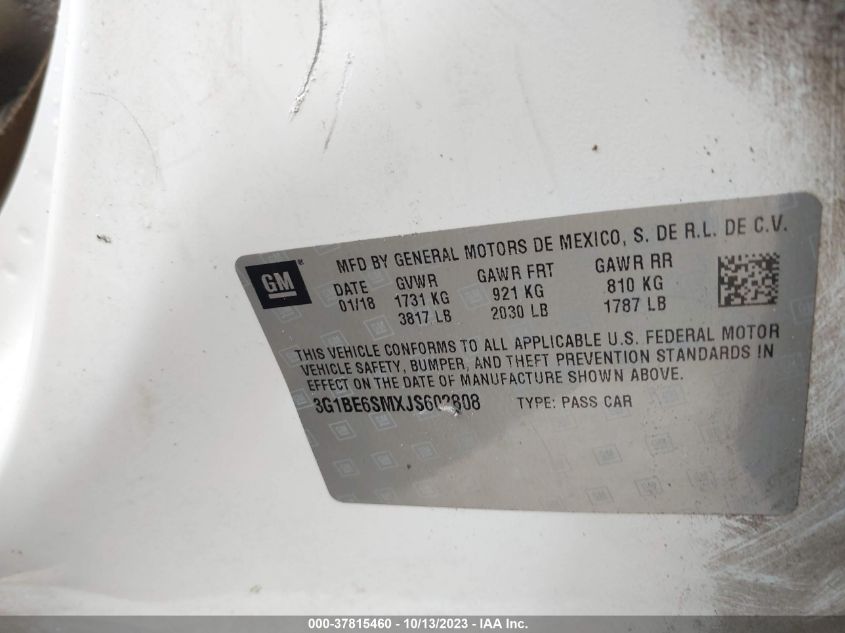 GM
®
MFD BY GENERAL MOTORS DE MEXICO, S. DE R.L. DE C.V.
DATE GVWR GAWR FRT GAWR RR
01/18 1731 KG 921 KG 810 KG
3817 LB 2030 LB 1787 LB
THIS VEHICLE CONFORMS TO ALL APPLICABLE U.S. FEDERAL MOTOR
VEHICLE SAFETY, BUMPER, AND THEFT PREVENTION STANDARDS IN
EFFECT ON THE DATE OF MANUFACTURE SHOWN ABOVE.
3G1BE6SMXJS602808 TYPE: PASS CAR
000-37815460 - 10/13/2023 - IAA Inc.